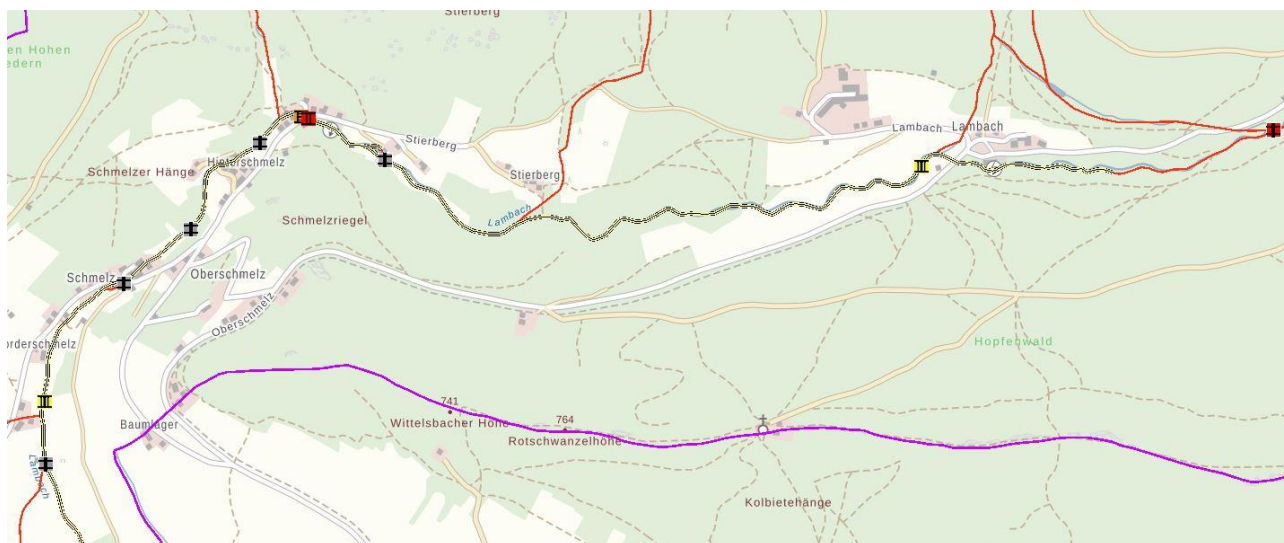 Stierberg
en Hohen
edern
Lambach
Lambach
Stierberg
Hinterschmelz
Schmelzer Hänge
Stierberg
Lambach
Schmelzriegel
Schmelz
Oberschmelz
Oberschmelz
orderschmelz
Hopfenwald
741
Wittelsbacher Höhe
764
Rotschwanzelhöhe
Baumlager
Lambach
Kolbietehänge